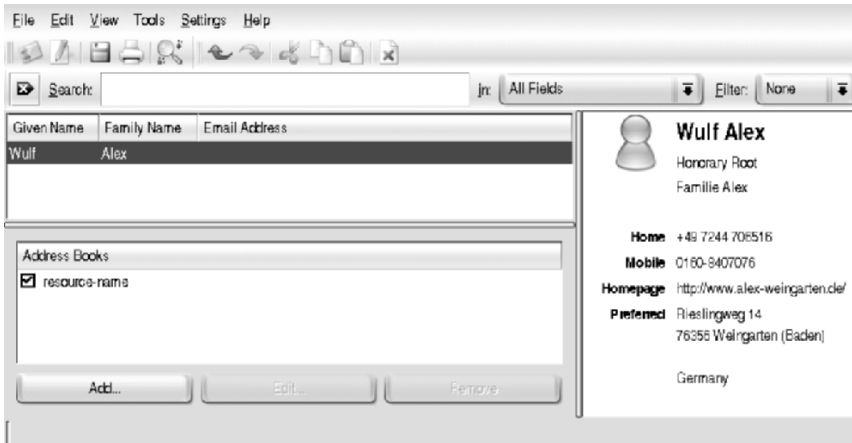 File Edit View Tools Settings Help
Search: in: All Fields Filter: None
Given Name Family Name Email Address
Wulf Alex
Address Books
resource-name
Add... Edit... Remove
Wulf Alex
Honorary Root
Familie Alex
Home +49 7244 706516
Mobile 0160-8407076
Homepage http://www.alex-weingarten.de/
Preferred Rieslingweg 14
76356 Weingarten (Baden)
Germany